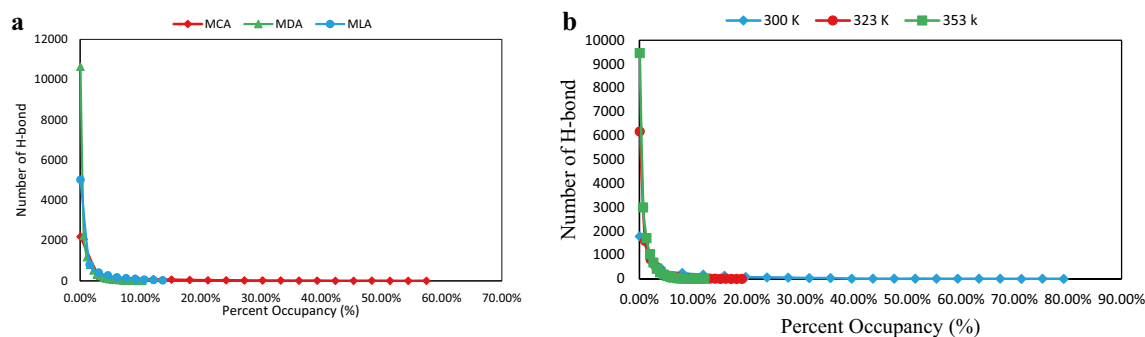 a
MCA MDA MLA
12000
10000
8000
6000
4000
2000
0
Number of H-bond
0.00% 10.00% 20.00% 30.00% 40.00% 50.00% 60.00% 70.00%
Percent Occupancy (%)
b
300 K 323 K 353 k
10000
9000
8000
7000
6000
5000
4000
3000
2000
1000
0
Number of H-bond
0.00% 10.00% 20.00% 30.00% 40.00% 50.00% 60.00% 70.00% 80.00% 90.00%
Percent Occupancy (%)